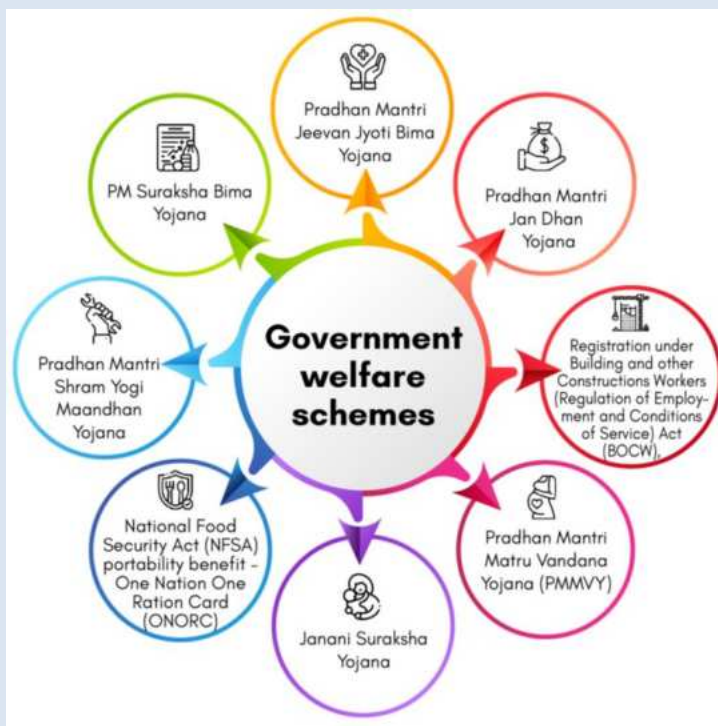 Government
welfare
schemes
Pradhan Mantri
Jeevan Jyoti Bima
Yojana
Pradhan Mantri
Jan Dhan
Yojana
Registration under
Building and other
Constructions Workers
(Regulation of Employ-
ment and Conditions
of Service) Act
(BOCW),
Pradhan Mantri
Matru Vandana
Yojana (PMMVY)
Janani Suraksha
Yojana
National Food
Security Act (NFSA)
portability benefit -
One Nation One
Ration Card
(ONORC)
Pradhan Mantri
Shram Yogi
Maandhan
Yojana
PM Suraksha Bima
Yojana